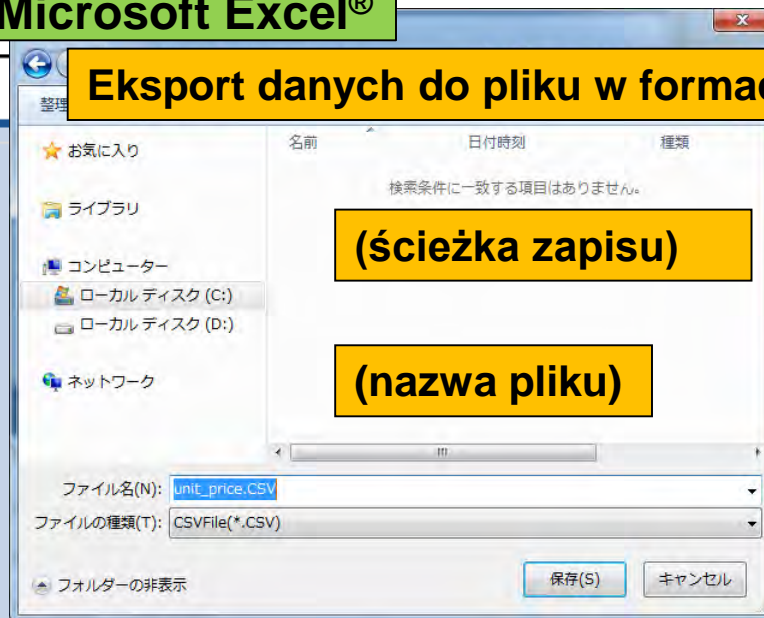 Microsoft Excel®
Eksport danych do pliku w
整理
お気に入り
名前
日付時刻
種類
検索条件に一致する項目はありません。
ライブラリ
(ścieżka zapisu)
コンピューター
ローカル ディスク (C:)
ローカル ディスク (D:)
ネットワーク
(nazwa pliku)
ファイル名(N): unit_price.CSV
ファイルの種類(T): CSVFile(*.CSV)
フォルダーの非表示
保存(S)
キャンセル